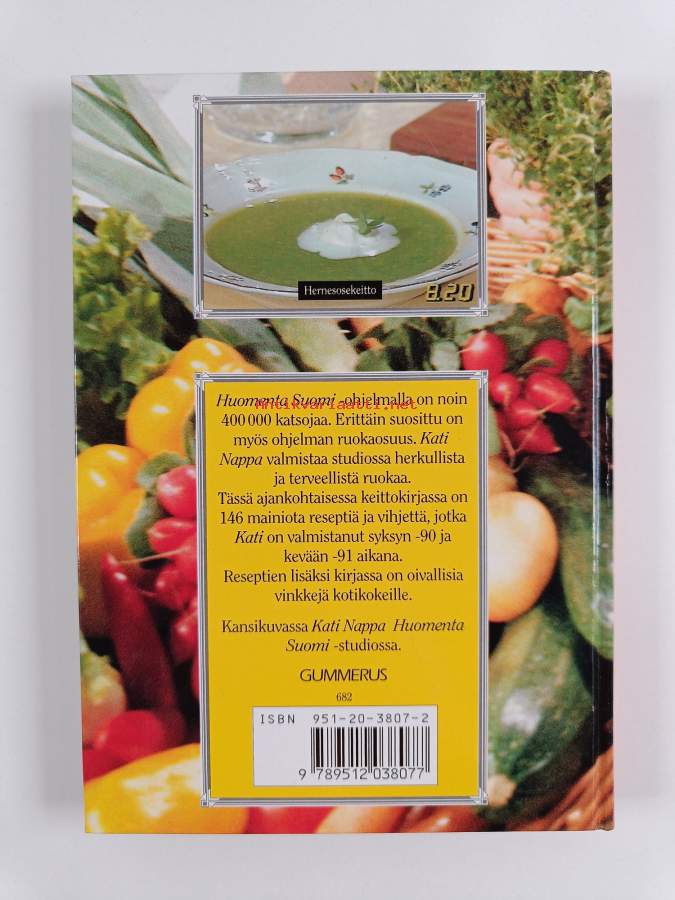 Hernesosekeitto
8.20
Huomenta Suomi -ohjelmalla on noin
Antikvariaatti.net
400 000 katsojaa. Erittäin suosittu on
myös ohjelman ruokaosuus. Kati
Nappa valmistaa studiossa herkullista
ja terveellistä ruokaa.
Tässä ajankohtaisessa keittokirjassa on
146 mainiota reseptiä ja vihjettä, jotka
Kati on valmistanut syksyn -90 ja
kevään -91 aikana.
Reseptien lisäksi kirjassa on oivallisia
vinkkejä kotikokeille.
Kansikuvassa Kati Nappa Huomenta
Suomi -studiossa.
GUMMERUS
682
ISBN 951-20-3807-2
9 789512 038077